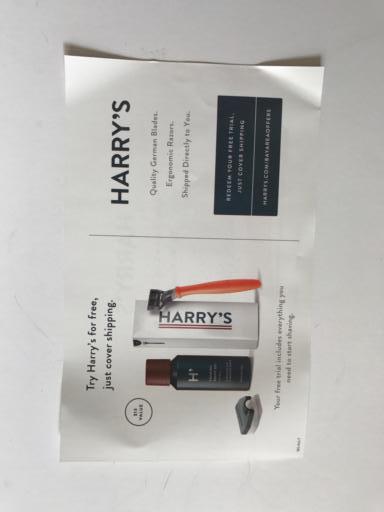 Try Harry's for free,
just cover shipping.
$13
VALUE
HARRY'S
H'
Your free trial includes everything you
need to start shaving.
HARRY'S
Quality German Blades.
Ergonomic Razors.
Shipped Directly to You.
REDEEM YOUR FREE TRIAL,
JUST COVER SHIPPING
HARRYS.COM/BAYAREAOFFERS